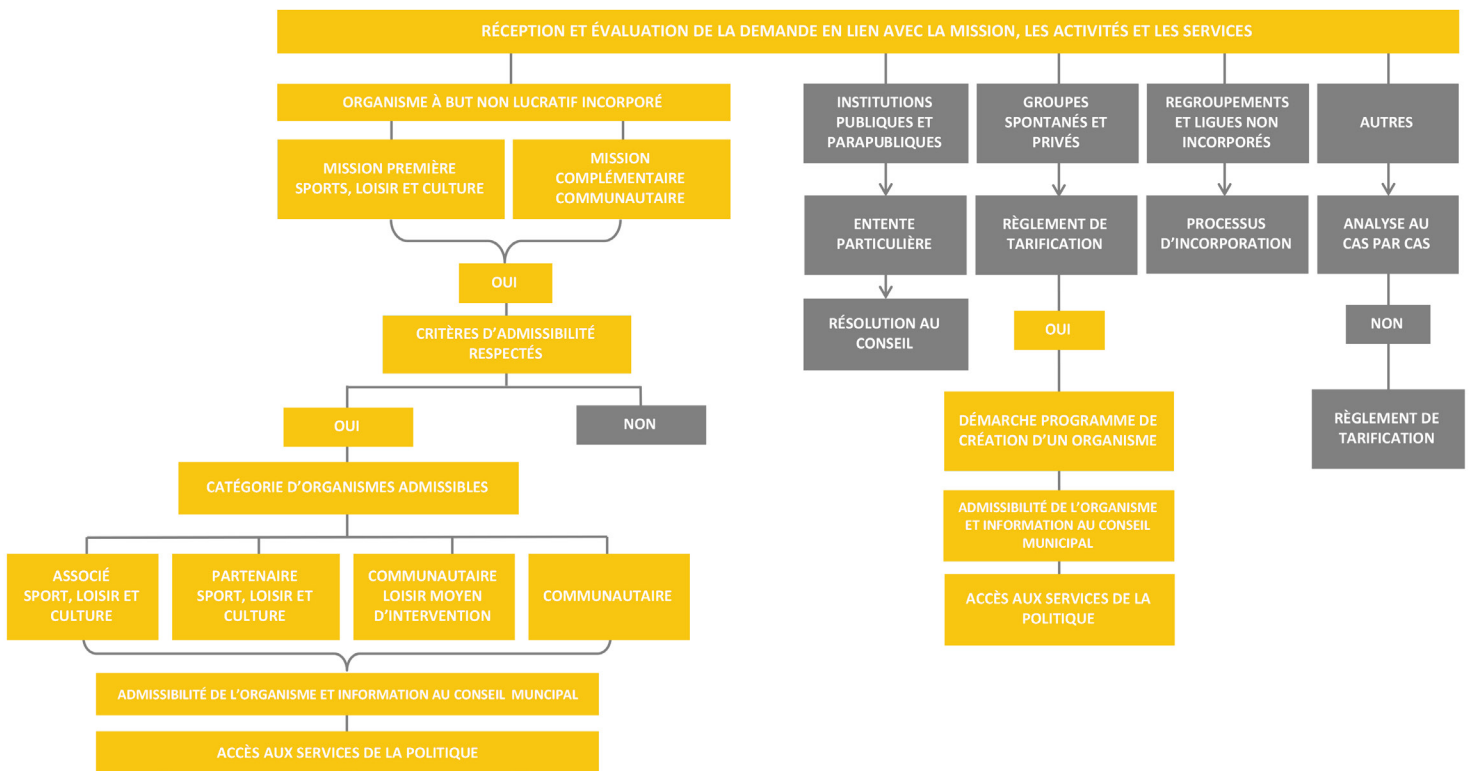 RÉCEPTION ET ÉVALUATION DE LA DEMANDE EN LIEN AVEC LA MISSION, LES ACTIVITÉS ET LES SERVICES
ORGANISME À BUT NON LUCRATIF INCORPORÉ
MISSION PREMIÈRE
SPORTS, LOISIR ET CULTURE
MISSION
COMPLÉMENTAIRE
COMMUNAUTAIRE
OUI
CRITÈRES D'ADMISSIBILITÉ
RESPECTÉS
OUI
NON
CATÉGORIE D'ORGANISMES ADMISSIBLES
ASSOCIÉ
SPORT, LOISIR ET
CULTURE
PARTENAIRE
SPORT, LOISIR ET
CULTURE
COMMUNAUTAIRE
LOISIR MOYEN
D'INTERVENTION
COMMUNAUTAIRE
ADMISSIBILITÉ DE L'ORGANISME ET INFORMATION AU CONSEIL MUNCIPAL
ACCÈS AUX SERVICES DE LA POLITIQUE
INSTITUTIONS
PUBLIQUES ET
PARAPUBLIQUES
ENTENTE
PARTICULIÈRE
RÉSOLUTION AU
CONSEIL
GROUPES
SPONTANÉS ET
PRIVÉS
RÈGLEMENT DE
TARIFICATION
OUI
DÉMARCHE PROGRAMME DE
CRÉATION D'UN ORGANISME
ADMISSIBILITÉ DE L'ORGANISME
ET INFORMATION AU CONSEIL
MUNICIPAL
ACCÈS AUX SERVICES DE LA
POLITIQUE
REGROUPEMENTS
ET LIGUES NON
INCORPORÉS
PROCESSUS
D'INCORPORATION
AUTRES
ANALYSE AU
CAS PAR CAS
NON
RÈGLEMENT DE
TARIFICATION